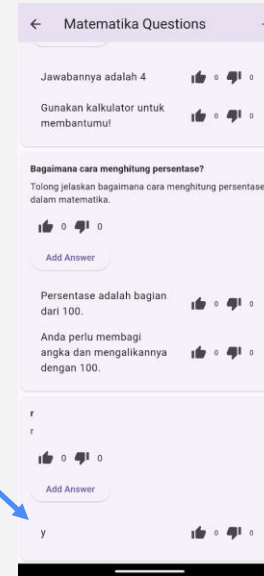 Matematika Questions
Jawabannya adalah 4
0 0
Gunakan kalkulator untuk
membantumu!
0 0
Bagaimana cara menghitung persentase?
Tolong jelaskan bagaimana cara menghitung persentase
dalam matematika.
0 0
Add Answer
Persentase adalah bagian
dari 100.
0 0
Anda perlu membagi
angka dan mengalikannya
dengan 100.
0 0
r
r
0 0
Add Answer
y
0 0